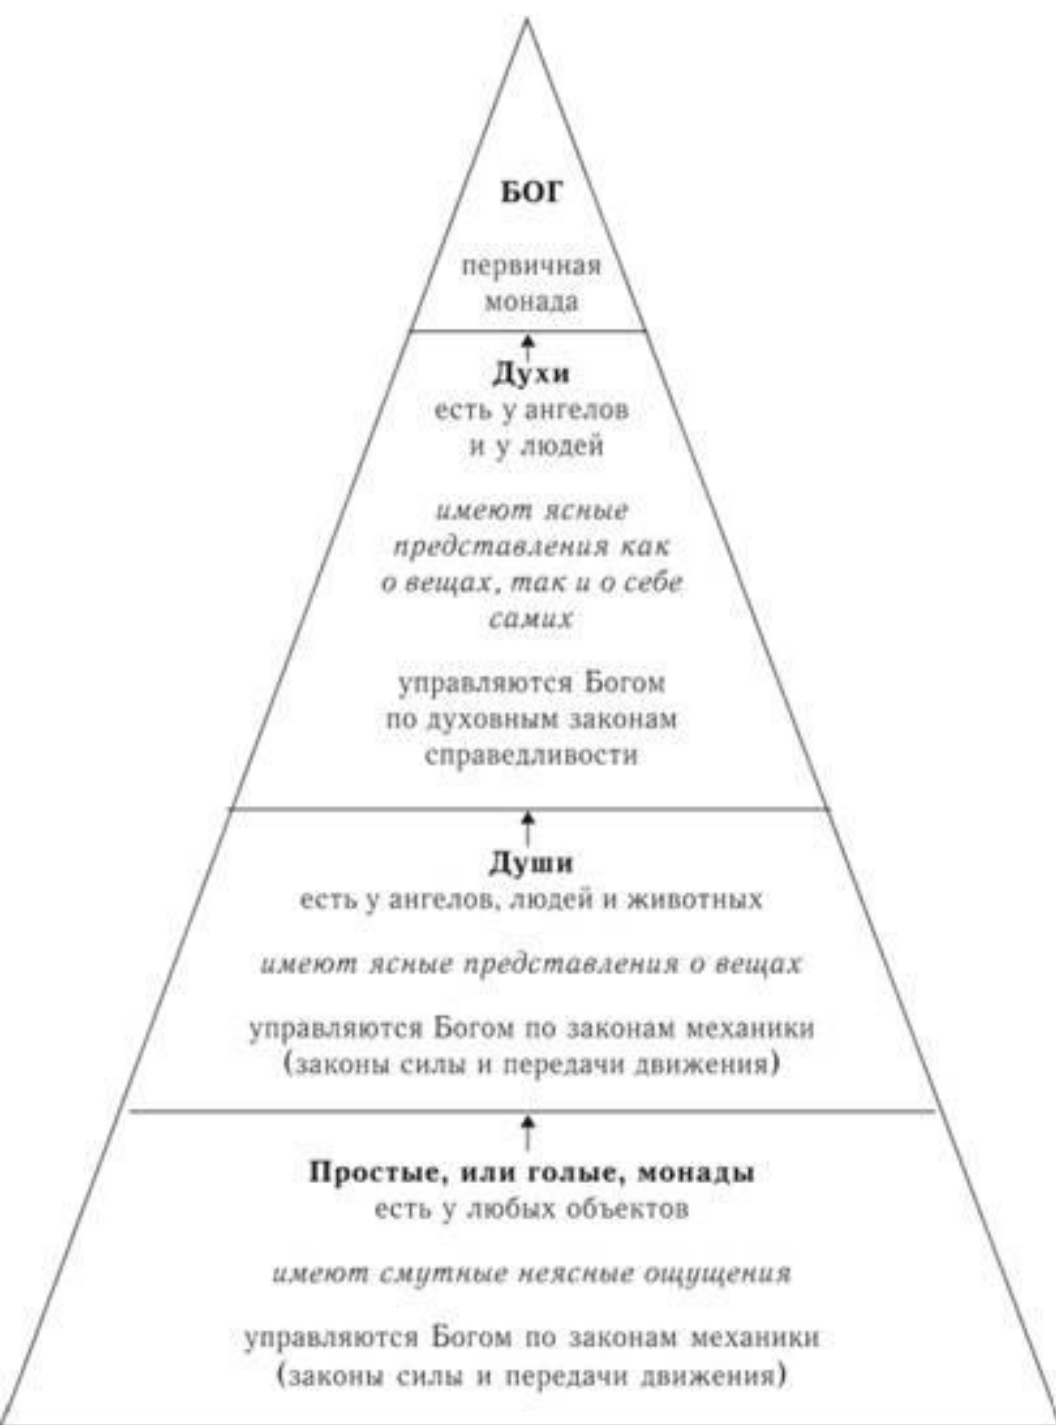 БОГ
первичная
монада
Духи
есть у ангелов
и у людей
имеют ясные
представления как
о вещах, так и о себе
самих
управляются Богом
по духовным законам
справедливости
Души
есть у ангелов, людей и животных
имеют ясные представления о вещах
управляются Богом по законам механики
(законы силы и передачи движения)
Простые, или голые, монады
есть у любых объектов
имеют смутные неясные ощущения
управляются Богом по законам механики
(законы силы и передачи движения)